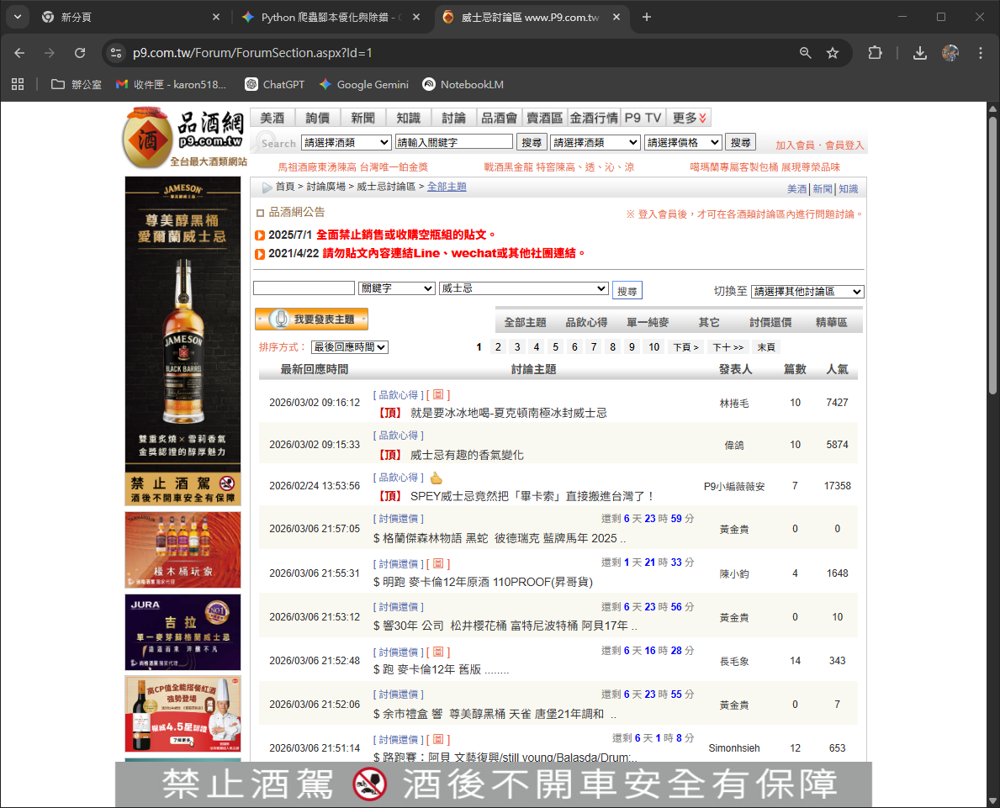 新分頁
Python 爬蟲腳本優化與除錯 - G
威士忌討論區 www.P9.com.tw
p9.com.tw/Forum/ForumSection.aspx?Id=1
辦公室
收件匣 - karon518...
ChatGPT
Google Gemini
NotebookLM
酒
品酒網
p9.com.tw
全台最大酒類網站
美酒 詢價 新聞 知識 討論 品酒會 賣酒區 金酒行情 P9 TV 更多
Search 請選擇酒類 請輸入關鍵字 搜尋 請選擇酒類 請選擇價格 搜尋
加入會員．會員登入
馬祖酒廠東湧陳高 台灣唯一鉑金獎 戰酒黑金龍 特窖陳高、透、沁、涼 噶瑪蘭專屬客製包桶 展現尊榮品味
首頁 > 討論廣場 > 威士忌討論區 > 全部主題
美酒 | 新聞 | 知識
品酒網公告
※ 登入會員後，才可在各酒類討論區內進行問題討論。
2025/7/1 全面禁止銷售或收購空瓶組的貼文。
2021/4/22 請勿貼文內容連結Line、wechat或其他社團連結。
關鍵字 威士忌 搜尋
切換至 請選擇其他討論區
我要發表主題
全部主題 品飲心得 單一純麥 其它 討價還價 精華區
排序方式： 最後回應時間
1 2 3 4 5 6 7 8 9 10 下頁 > 下十 >> 末頁
最新回應時間 討論主題 發表人 篇數 人氣
[ 品飲心得 ] [ 圖 ]
2026/03/02 09:16:12 【頂】 就是要冰冰地喝-夏克頓南極冰封威士忌 林捲毛 10 7427
[ 品飲心得 ]
2026/03/02 09:15:33 【頂】 威士忌有趣的香氣變化 偉鴿 10 5874
[ 品飲心得 ]
2026/02/24 13:53:56 【頂】 SPEY威士忌竟然把「畢卡索」直接搬進台灣了！ P9小編薇薇安 7 17358
[ 討價還價 ] 還剩 6 天 23 時 59 分
2026/03/06 21:57:05 $ 格蘭傑森林物語 黑蛇 彼德瑞克 藍牌馬年 2025 .. 黃金貴 0 0
[ 討價還價 ] [ 圖 ] 還剩 1 天 21 時 33 分
2026/03/06 21:55:31 $ 明跑 麥卡倫12年原酒 110PROOF(昇哥貨) 陳小鈞 4 1648
[ 討價還價 ] 還剩 6 天 23 時 56 分
2026/03/06 21:53:12 $ 響30年 公司 松井櫻花桶 富特尼波特桶 阿貝17年 .. 黃金貴 0 10
[ 討價還價 ] [ 圖 ] 還剩 6 天 16 時 28 分
2026/03/06 21:52:48 $ 跑 麥卡倫12年 舊版 ........ 長毛象 14 343
[ 討價還價 ] 還剩 6 天 23 時 55 分
2026/03/06 21:52:06 $ 余市禮盒 響 尊美醇黑桶 天雀 唐堡21年調和 .. 黃金貴 0 7
[ 討價還價 ] [ 圖 ] 還剩 6 天 1 時 8 分
2026/03/06 21:51:14 $ 路跑賽：阿貝 文藝復興/still young/Balasda/Drum:.. Simonhsieh 12 653
JAMESON
尊美醇黑桶
愛爾蘭威士忌
JAMESON
BLACK BARREL
雙重炙燒×雪莉香氣
金獎認證的醇厚魅力
禁止酒駕
酒後不開車安全有保障
桜木桶玩家
JURA
NO1
吉拉
單一麥芽蘇格蘭威士忌
高CP值全能搭餐紅酒
強勢登場
推薦
權威4.5星認證
了解更多
禁止酒駕 酒後不開車安全有保障